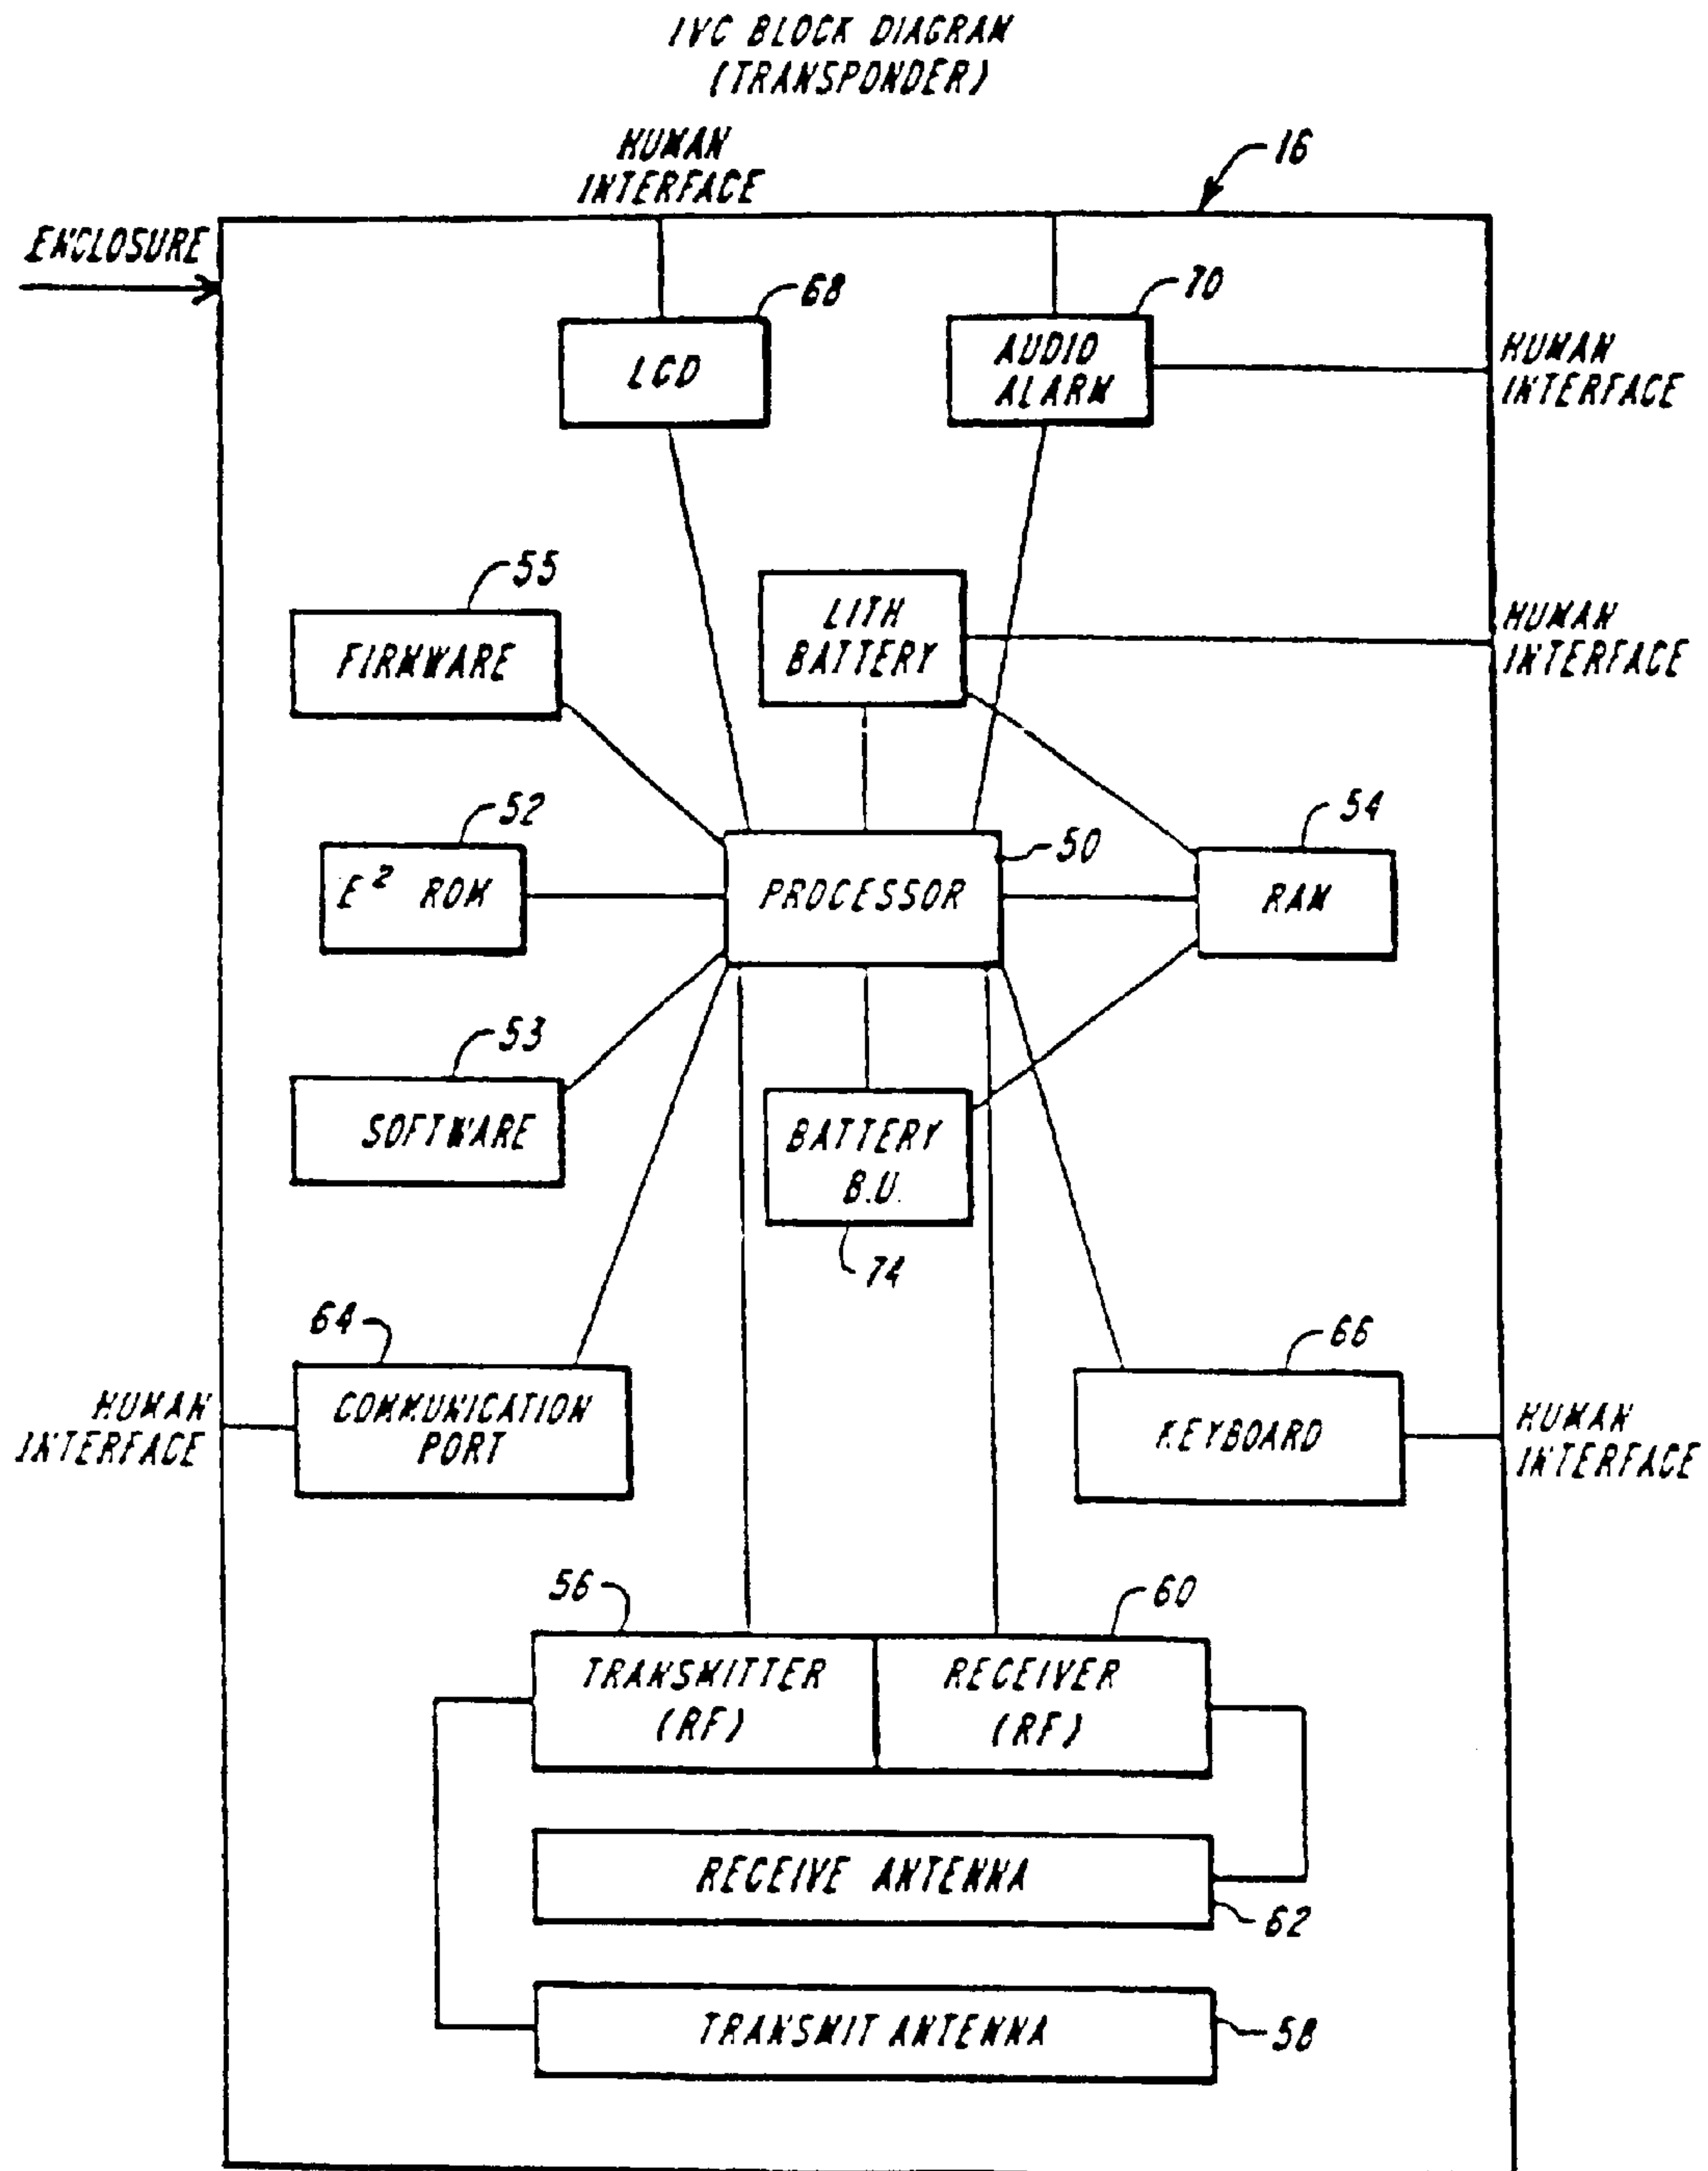 IVC BLOCK DIAGRAM
(TRANSPONDER)
HUMAN
INTERFACE
16
ENCLOSURE
68
70
LCD
AUDIO
ALARM
HUMAN
INTERFACE
55
FIRMWARE
LITH
BATTERY
HUMAN
INTERFACE
52
E² ROM
50
PROCESSOR
54
RAM
53
SOFTWARE
BATTERY
B.U.
74
64
66
HUMAN
INTERFACE
COMMUNICATION
PORT
KEYBOARD
HUMAN
INTERFACE
56
60
TRANSMITTER
(RF)
RECEIVER
(RF)
RECEIVE ANTENNA
62
TRANSMIT ANTENNA
58